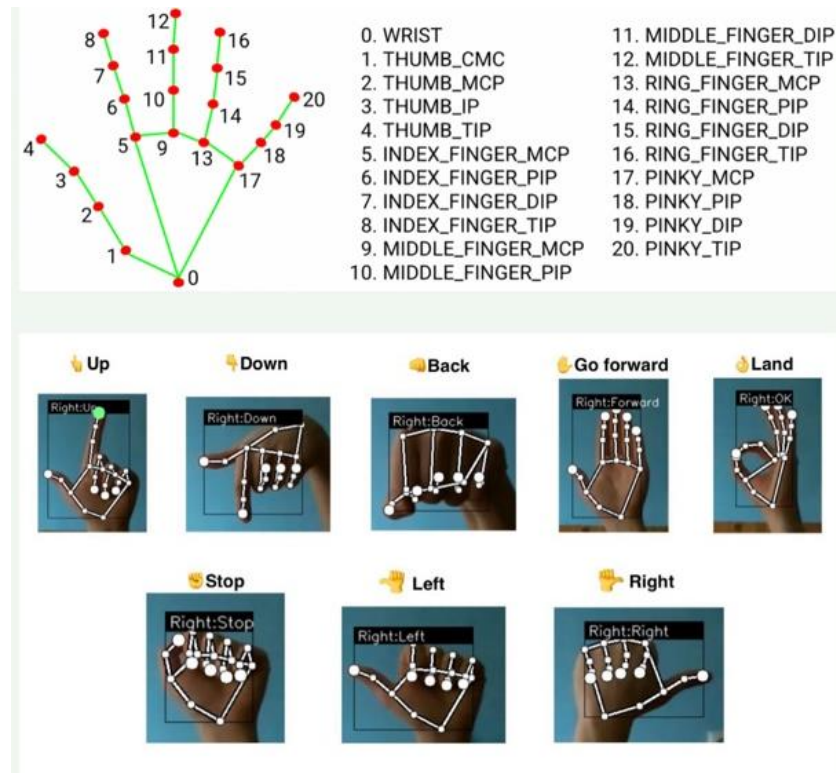 12
8
16
11
7
15
20
6
10
14
19
4
5
9
13
18
3
17
2
1
0
0. WRIST
1. THUMB_CMC
2. THUMB_MCP
3. THUMB_IP
4. THUMB_TIP
5. INDEX_FINGER_MCP
6. INDEX_FINGER_PIP
7. INDEX_FINGER_DIP
8. INDEX_FINGER_TIP
9. MIDDLE_FINGER_MCP
10. MIDDLE_FINGER_PIP
11. MIDDLE_FINGER_DIP
12. MIDDLE_FINGER_TIP
13. RING_FINGER_MCP
14. RING_FINGER_PIP
15. RING_FINGER_DIP
16. RING_FINGER_TIP
17. PINKY_MCP
18. PINKY_PIP
19. PINKY_DIP
20. PINKY_TIP
👆Up
👇Down
👊Back
✋Go forward
👌Land
Right:Up
Right:Down
Right:Back
Right:Forward
Right:OK
✊Stop
Left
Right
Right:Stop
Right:Left
Right:Right